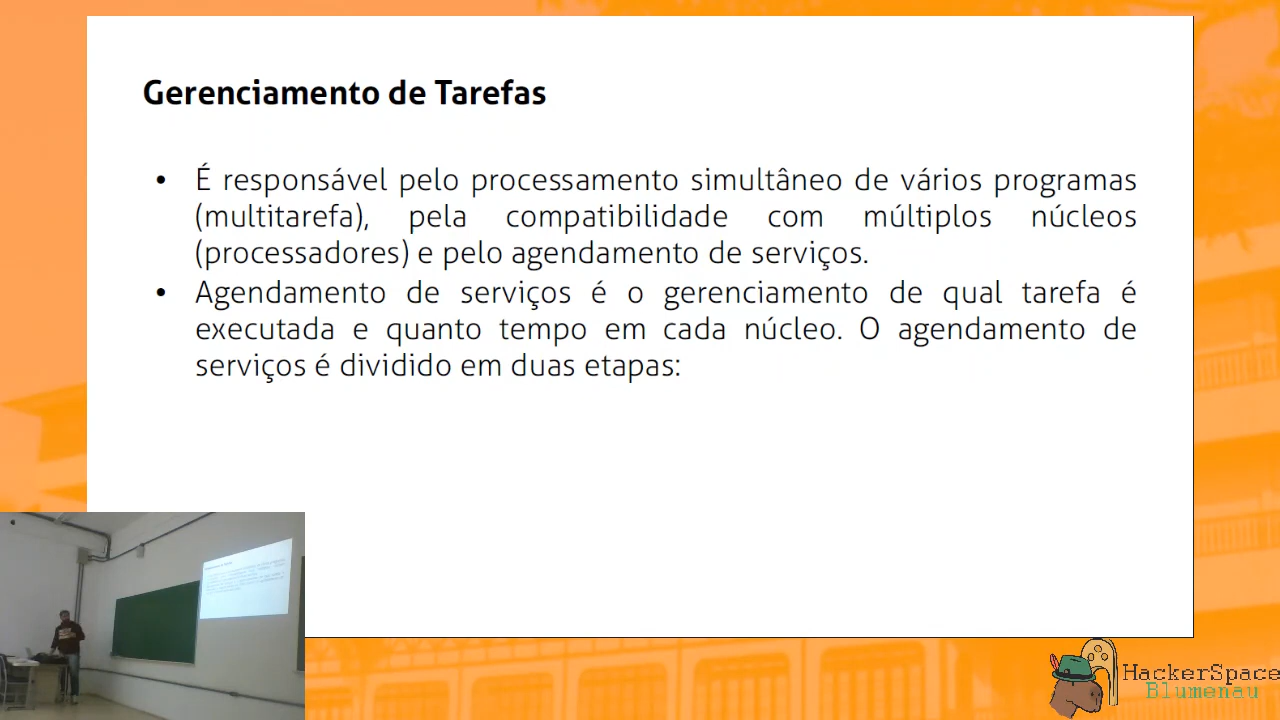 Gerenciamento de Tarefas
• É responsável pelo processamento simultâneo de vários programas
(multitarefa), pela compatibilidade com múltiplos núcleos
(processadores) e pelo agendamento de serviços.
• Agendamento de serviços é o gerenciamento de qual tarefa é
executada e quanto tempo em cada núcleo. O agendamento de
serviços é dividido em duas etapas:
HackerSpace
Blumenau